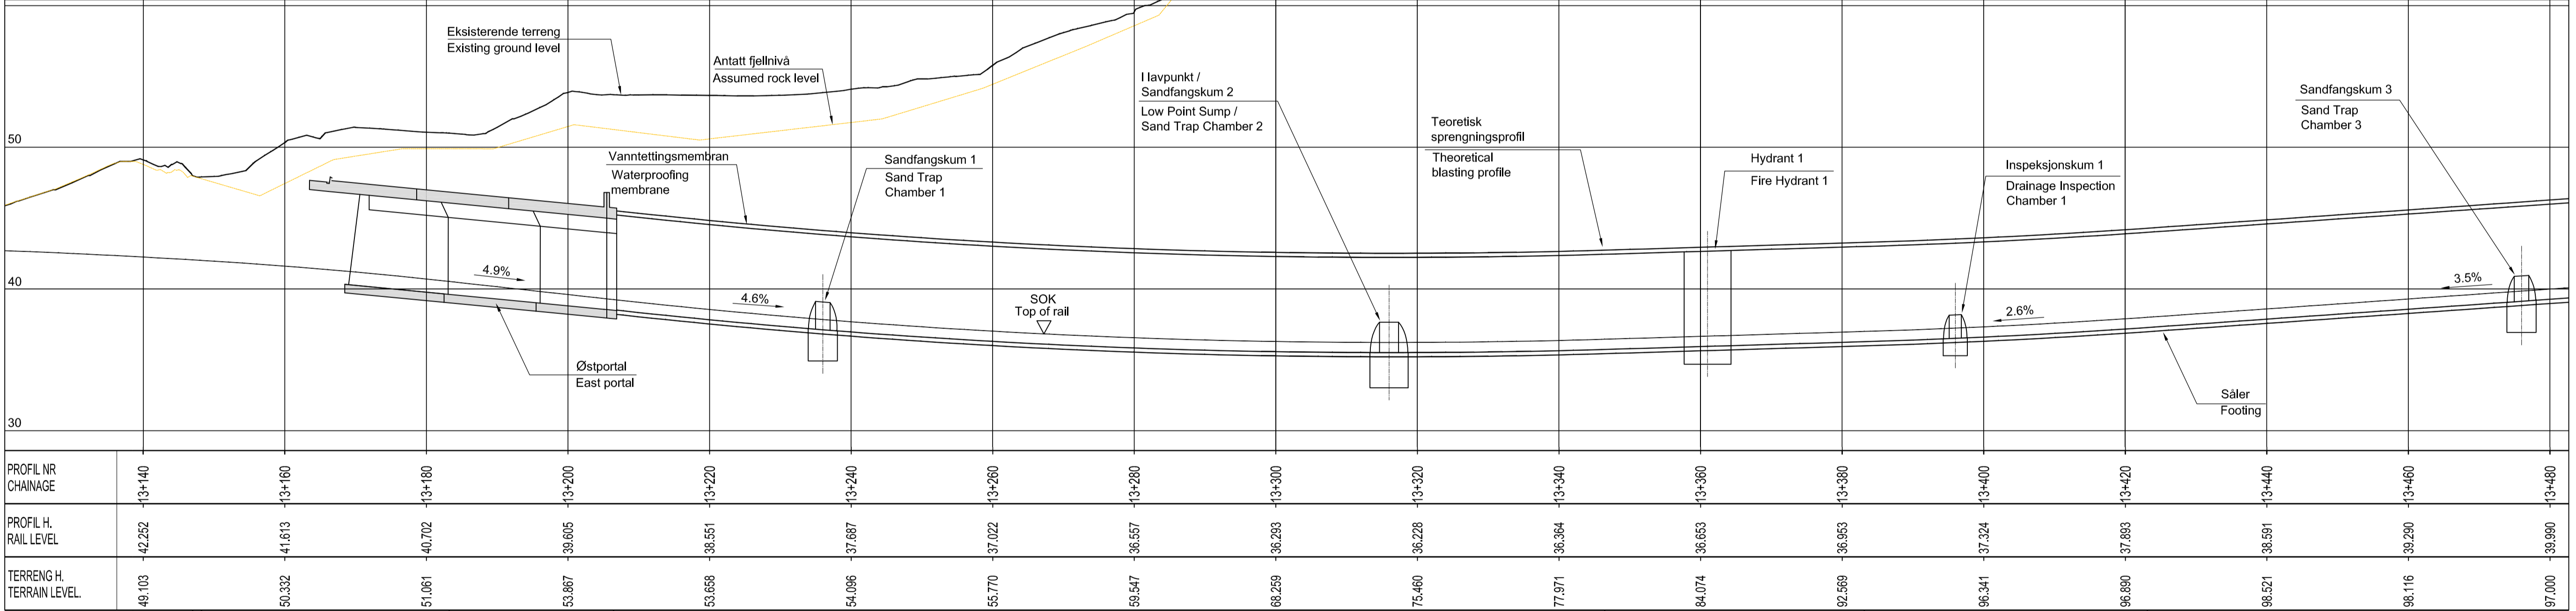 Eksisterende terreng
Existing ground level
Antatt fjellnivå
Assumed rock level
Havpunkt /
Sandfangskum 2
Low Point Sump /
Sand Trap Chamber 2
Sandfangskum 3
Sand Trap
Chamber 3
Teoretisk
sprengningsprofil
Theoretical
blasting profile
50
Vanntettingsmembran
Waterproofing
membrane
Sandfangskum 1
Sand Trap
Chamber 1
Hydrant 1
Fire Hydrant 1
Inspeksjonskum 1
Drainage Inspection
Chamber 1
4.9%
4.6%
40
SOK
Top of rail
2.6%
3.5%
Østportal
East portal
Såler
Footing
30
PROFIL NR
CHAINAGE
13+140
13+160
13+180
13+200
13+220
13+240
13+260
13+280
13+300
13+320
13+340
13+360
13+380
13+400
13+420
13+440
13+460
13+480
PROFIL H.
RAIL LEVEL
42.252
41.613
40.702
39.605
38.551
37.687
37.022
36.557
36.293
36.228
36.364
36.653
36.953
37.324
37.893
38.591
39.290
39.990
TERRENG H.
TERRAIN LEVEL.
49.103
50.332
51.061
53.867
53.658
54.096
55.770
59.547
68.259
75.460
77.971
84.074
92.569
96.341
96.890
98.521
98.116
97.000